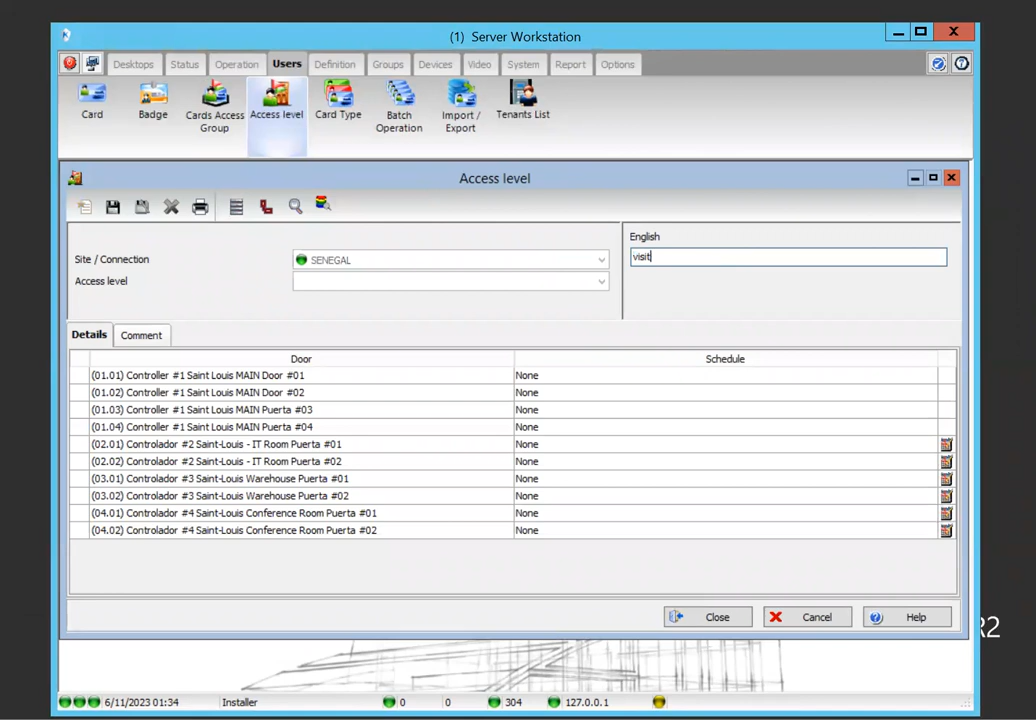 (1) Server Workstation
Desktops Status Operation Users Definition Groups Devices Video System Report Options
Card Badge Cards Access Group Access level Card Type Batch Operation Import / Export Tenants List
Access level
English
Site / Connection SENEGAL visit
Access level
Details Comment
Door Schedule
(01.01) Controller #1 Saint Louis MAIN Door #01 None
(01.02) Controller #1 Saint Louis MAIN Door #02 None
(01.03) Controller #1 Saint Louis MAIN Puerta #03 None
(01.04) Controller #1 Saint Louis MAIN Puerta #04 None
(02.01) Controlador #2 Saint-Louis - IT Room Puerta #01 None
(02.02) Controlador #2 Saint-Louis - IT Room Puerta #02 None
(03.01) Controlador #3 Saint-Louis Warehouse Puerta #01 None
(03.02) Controlador #3 Saint-Louis Warehouse Puerta #02 None
(04.01) Controlador #4 Saint-Louis Conference Room Puerta #01 None
(04.02) Controlador #4 Saint-Louis Conference Room Puerta #02 None
Close Cancel Help
R2
6/11/2023 01:34 Installer 0 0 304 127.0.0.1